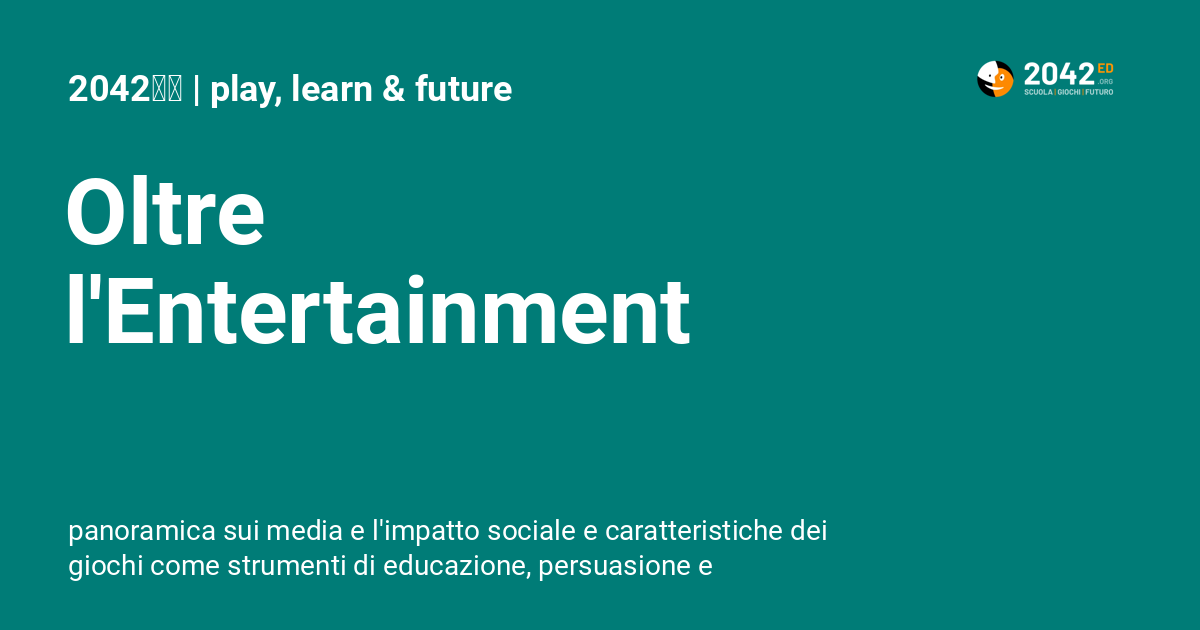 2042 | play, learn & future
2042 ED
.ORG
SCUOLA | GIOCHI | FUTURO
Oltre
l'Entertainment
panoramica sui media e l'impatto sociale e caratteristiche dei
giochi come strumenti di educazione, persuasione e